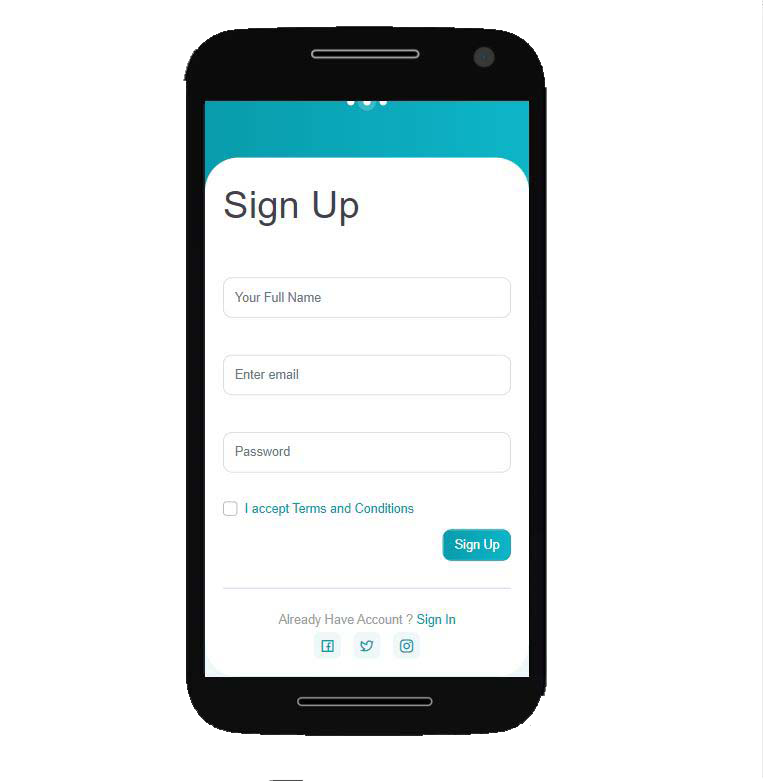 Sign Up
Your Full Name
Enter email
Password
I accept Terms and Conditions
Sign Up
Already Have Account ? Sign In